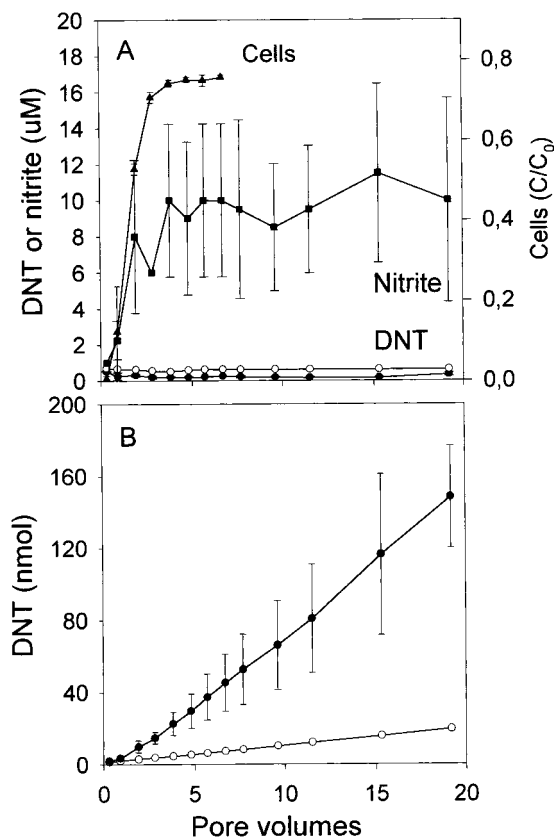 A
Cells
Nitrite
DNT
DNT or nitrite (uM)
20
18
16
14
12
10
8
6
4
2
0
Cells (C/C₀)
0,8
0,6
0,4
0,2
0,0
B
DNT (nmol)
200
160
120
80
40
0
0 5 10 15 20
Pore volumes